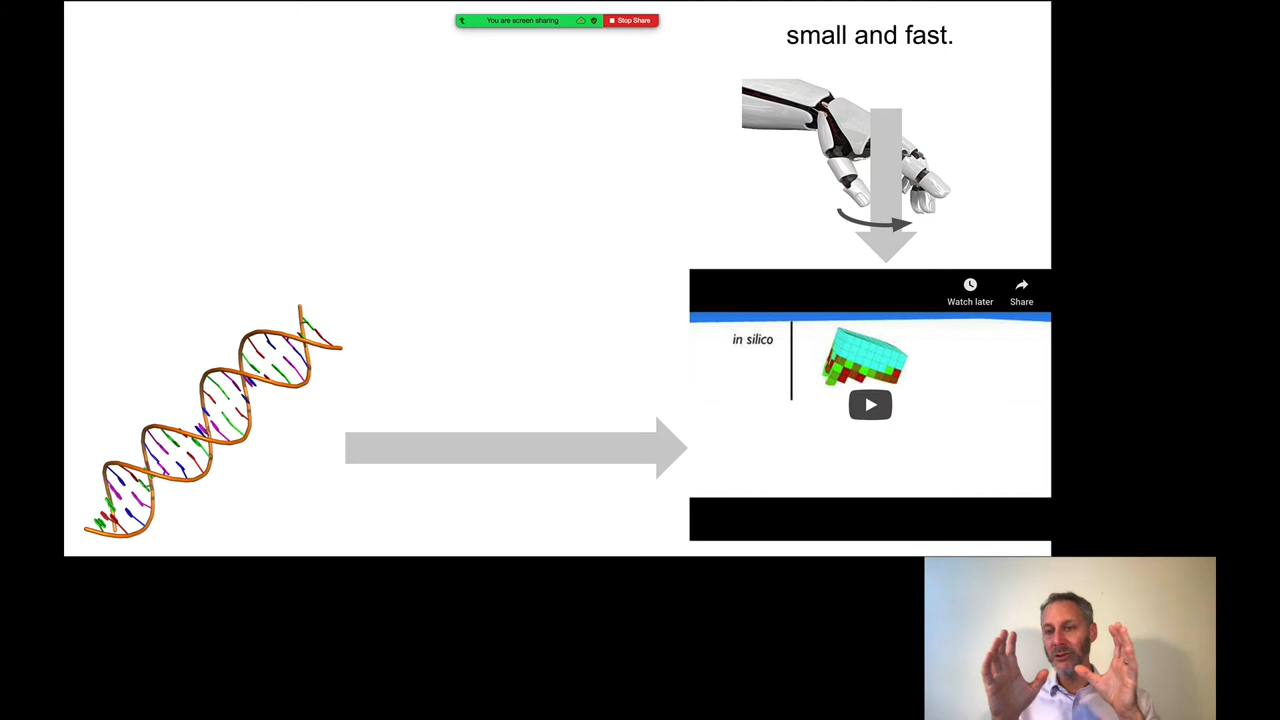 You are screen sharing
Stop Share
small and fast.
Watch later
Share
in silico